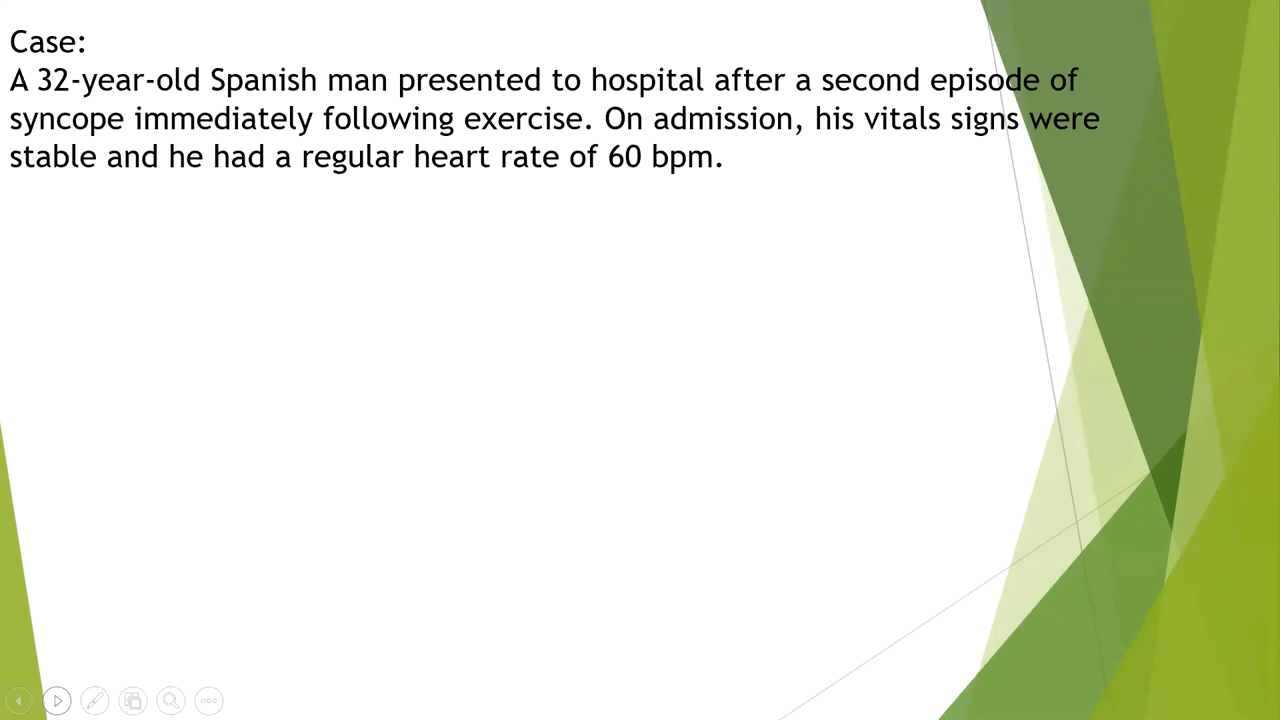 Case:
A 32-year-old Spanish man presented to hospital after a second episode of
syncope immediately following exercise. On admission, his vitals signs were
stable and he had a regular heart rate of 60 bpm.